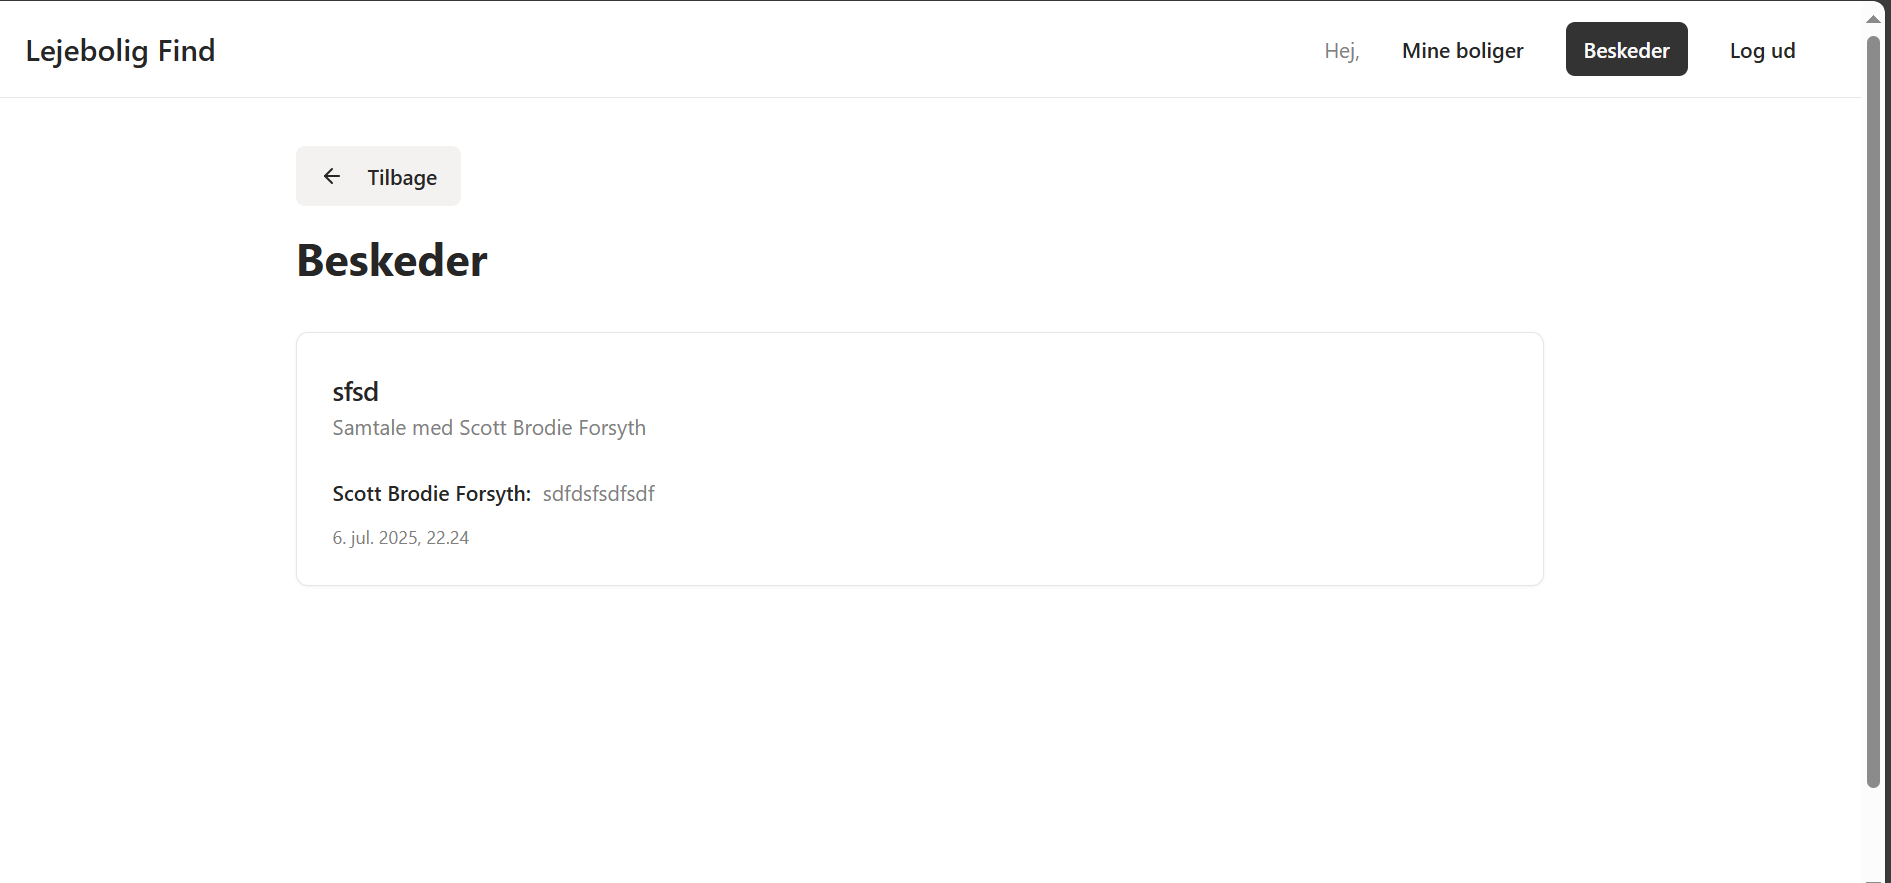 Lejebolig Find
Hej,
Mine boliger
Beskeder
Log ud
Tilbage
Beskeder
sfsd
Samtale med Scott Brodie Forsyth
Scott Brodie Forsyth: sdfdsfsdfsdf
6. jul. 2025, 22.24